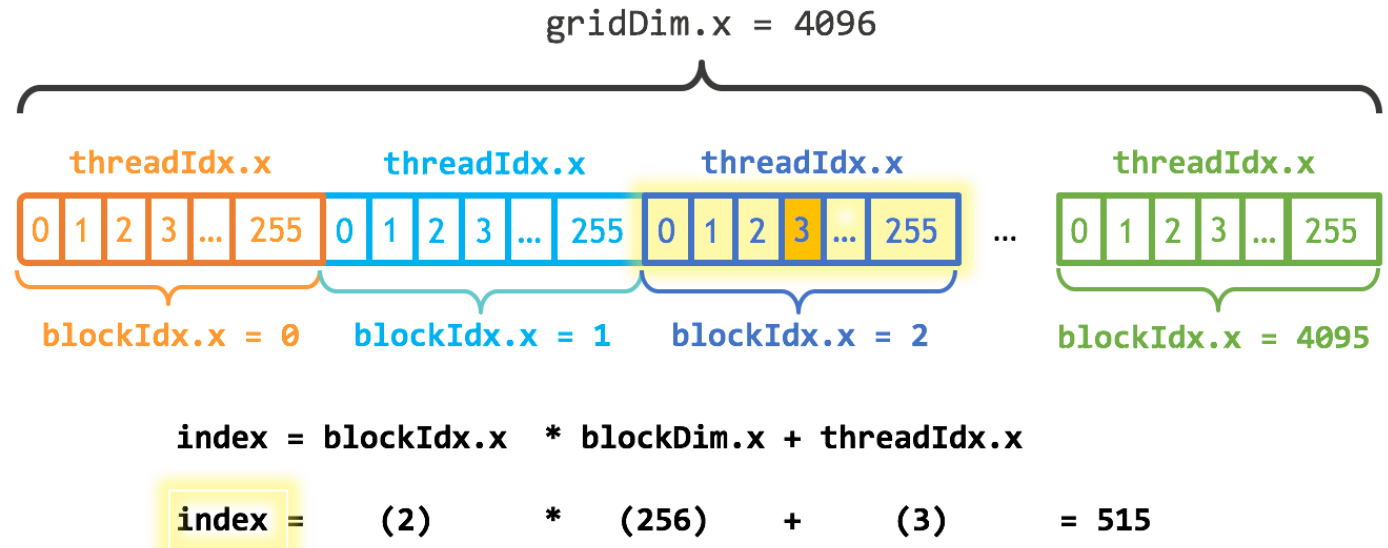 gridDim.x = 4096
threadIdx.x threadIdx.x threadIdx.x threadIdx.x
0 1 2 3 ... 255 0 1 2 3 ... 255 0 1 2 3 ... 255 ... 0 1 2 3 ... 255
blockIdx.x = 0 blockIdx.x = 1 blockIdx.x = 2 blockIdx.x = 4095
index = blockIdx.x * blockDim.x + threadIdx.x
index = (2) * (256) + (3) = 515